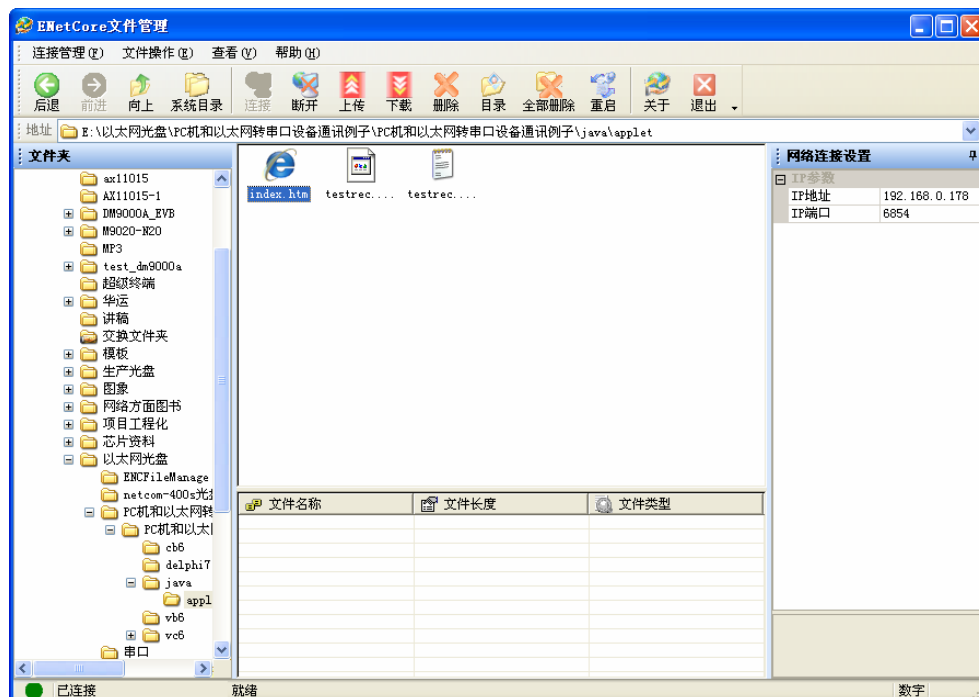 ENetCore文件管理
连接管理(F) 文件操作(E) 查看(V) 帮助(H)
后退 前进 向上 系统目录 连接 断开 上传 下载 删除 目录 全部删除 重启 关于 退出
地址 E:\以太网光盘\PC机和以太网转串口设备通讯例子\PC机和以太网转串口设备通讯例子\java\applet
文件夹
ax11015
AX11015-1
DM9000A_EVB
M9020-N20
MP3
test_dm9000a
超级终端
华运
讲稿
交换文件夹
模板
生产光盘
图象
网络方面图书
项目工程化
芯片资料
以太网光盘
ENCFileManage
netcom-400s光
PC机和以太网转
PC机和以太
cb6
delphi7
java
appl
vb6
vc6
串口
index.htm testrec.... testrec....
文件名称 文件长度 文件类型
网络连接设置
IP参数
IP地址 192.168.0.178
IP端口 6854
已连接 就绪 数字